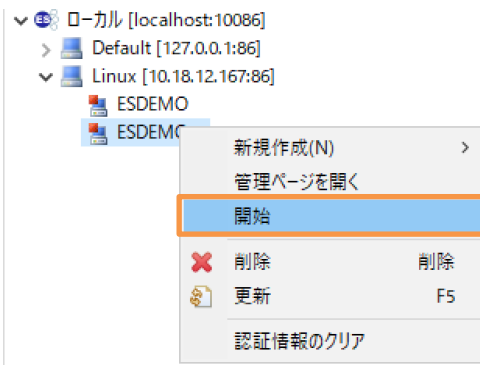 ローカル [localhost:10086]
Default [127.0.0.1:86]
Linux [10.18.12.167:86]
ESDEMO
ESDEMO
新規作成(N) >
管理ページを開く
開始
削除 削除
更新 F5
認証情報のクリア